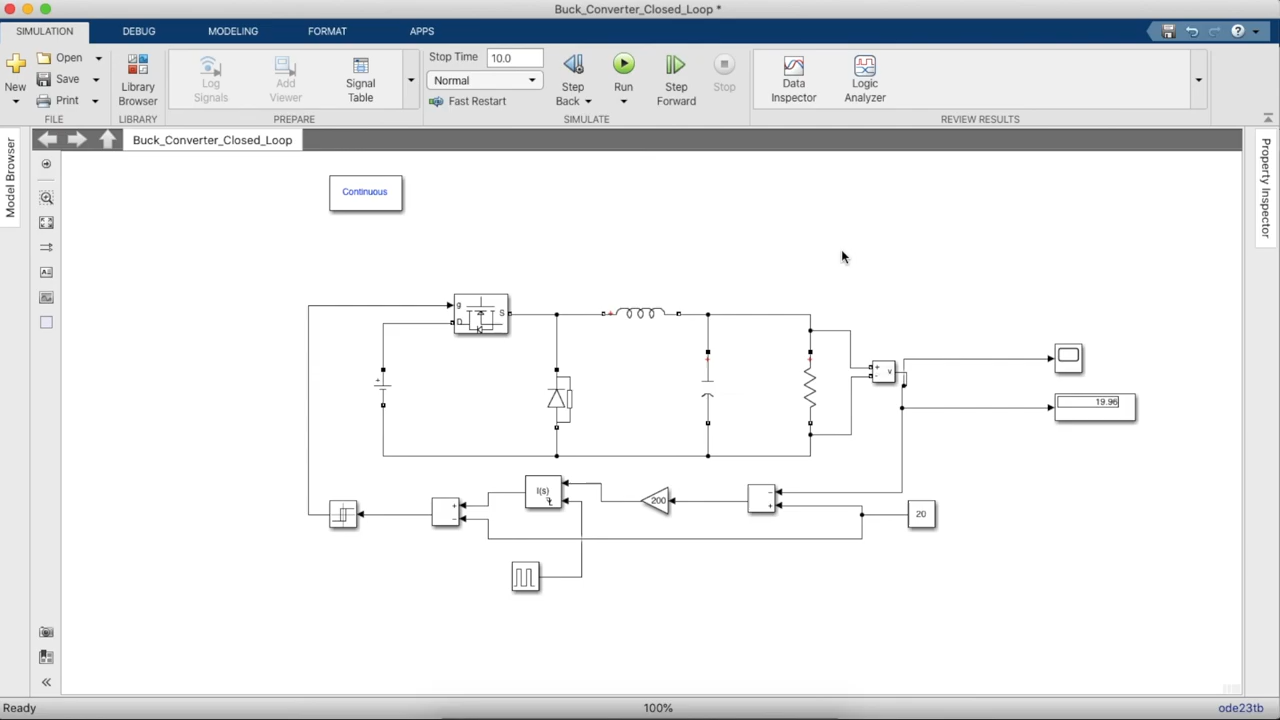 Buck_Converter_Closed_Loop *
SIMULATION DEBUG MODELING FORMAT APPS
New
Open
Save
Print
FILE
Library
Browser
LIBRARY
Log
Signals
Add
Viewer
Signal
Table
PREPARE
Stop Time 10.0
Normal
Fast Restart
Step
Back
Run
Step
Forward
Stop
SIMULATE
Data
Inspector
Logic
Analyzer
REVIEW RESULTS
Model Browser
Buck_Converter_Closed_Loop
Property Inspector
Continuous
g
D
S
+
+
+
+
+
-
v
19.96
I(s)
200
-
+
+
-
20
Ready
100%
ode23tb